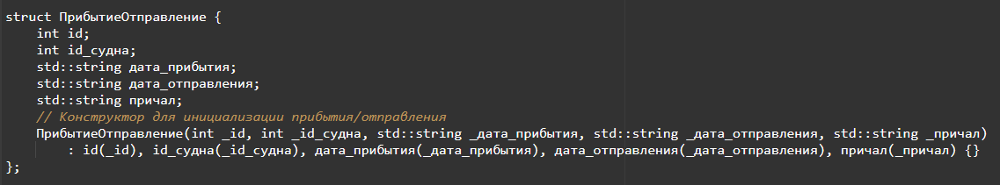 struct ПрибытиеОтправление {
    int id;
    int id_судна;
    std::string дата_прибытия;
    std::string дата_отправления;
    std::string причал;
    // Конструктор для инициализации прибытия/отправления
    ПрибытиеОтправление(int _id, int _id_судна, std::string _дата_прибытия, std::string _дата_отправления, std::string _причал)
        : id(_id), id_судна(_id_судна), дата_прибытия(_дата_прибытия), дата_отправления(_дата_отправления), причал(_причал) {}
};